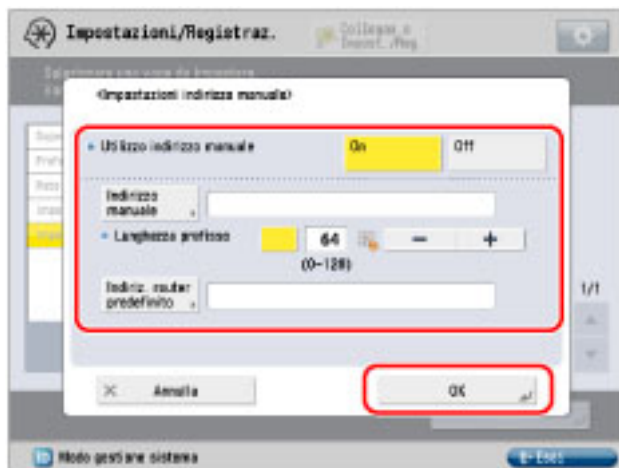 Impostazioni/Registraz.
<Impostazioni indirizzo manuale>
Utilizzo indirizzo manuale
On
Off
Indirizzo
manuale
Lunghezza prefisso
64
−
+
(0-128)
Indiriz. router
predefinito
1/1
× Annulla
OK
Modo gestione sistema